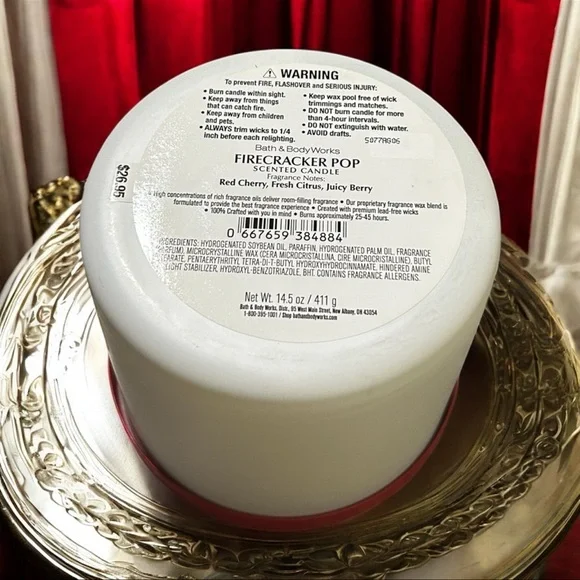 ⚠ WARNING
To prevent FIRE, FLASHOVER and SERIOUS INJURY:
• Burn candle within sight.
• Keep away from things
that can catch fire.
• Keep away from children
and pets.
• ALWAYS trim wicks to 1/4
inch before each relighting.
• Keep wax pool free of wick
trimmings and matches.
• DO NOT burn candle for more
than 4-hour intervals.
• DO NOT extinguish with water.
• AVOID drafts.
5077AG06
Bath & Body Works
FIRECRACKER POP
SCENTED CANDLE
Fragrance Notes:
Red Cherry, Fresh Citrus, Juicy Berry
$26.95
• High concentrations of rich fragrance oils deliver room-filling fragrance • Our proprietary fragrance wax blend is
formulated to provide the best fragrance experience • Created with premium lead-free wicks
• 100% Crafted with you in mind • Burns approximately 25-45 hours.
0 667659 384884
INGREDIENTS: HYDROGENATED SOYBEAN OIL, PARAFFIN, HYDROGENATED PALM OIL, FRAGRANCE
(PARFUM), MICROCRYSTALLINE WAX (CERA MICROCRISTALLINA, CIRE MICROCRISTALLINE), BUTYL
STEARATE, PENTAERYTHRITYL TETRA-DI-T-BUTYL HYDROXYHYDROCINNAMATE, HINDERED AMINE
LIGHT STABILIZER, HYDROXYL-BENZOTRIAZOLE, BHT. CONTAINS FRAGRANCE ALLERGENS.
Net Wt. 14.5 oz / 411 g
Bath & Body Works, Distr., 95 West Main Street, New Albany, OH 43054
1-800-395-1001 / Shop bathandbodyworks.com